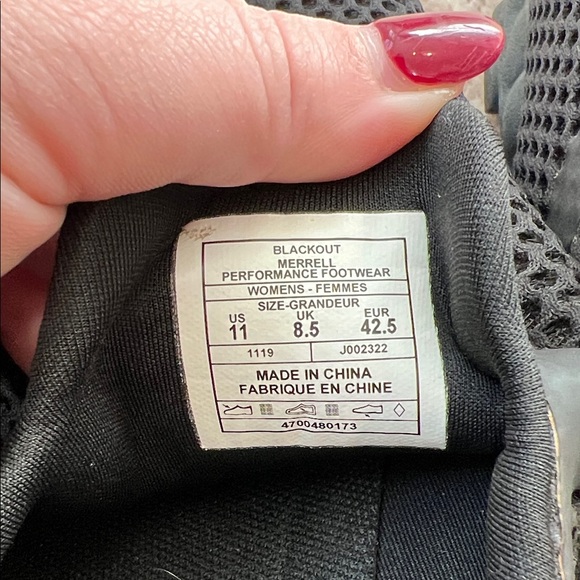 BLACKOUT
MERRELL
PERFORMANCE FOOTWEAR
WOMENS - FEMMES
SIZE-GRANDEUR
US UK EUR
11 8.5 42.5
1119 J002322
MADE IN CHINA
FABRIQUE EN CHINE
4700480173